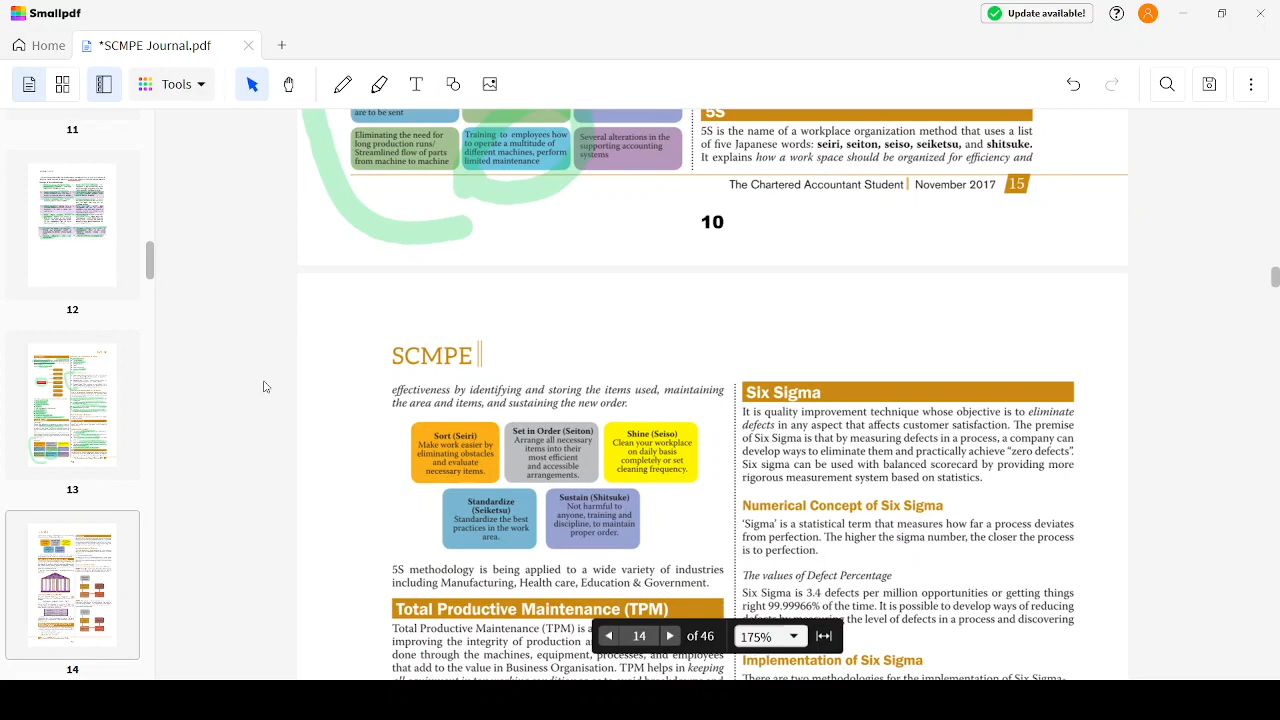 Smallpdf
Update available!
Home
*SCMPE Journal.pdf
Tools
11
12
13
14
are to be sent
Eliminating the need for
long production runs/
Streamlined flow of parts
from machine to machine
Training to employees how
to operate a multitude of
different machines, perform
limited maintenance
Several alterations in the
supporting accounting
systems
5S
5S is the name of a workplace organization method that uses a list
of five Japanese words: seiri, seiton, seiso, seiketsu, and shitsuke.
It explains how a work space should be organized for efficiency and
The Chartered Accountant Student | November 2017 15
10
SCMPE
effectiveness by identifying and storing the items used, maintaining
the area and items, and sustaining the new order.
Sort (Seiri)
Make work easier by
eliminating obstacles
and evaluate
necessary items.
Set in Order (Seiton)
Arrange all necessary
items into their
most efficient
and accessible
arrangements.
Shine (Seiso)
Clean your workplace
on daily basis
completely or set
cleaning frequency.
Standardize
(Seiketsu)
Standardize the best
practices in the work
area.
Sustain (Shitsuke)
Not harmful to
anyone, training and
discipline, to maintain
proper order.
5S methodology is being applied to a wide variety of industries
including Manufacturing, Health care, Education & Government.
Total Productive Maintenance (TPM)
Total Productive Maintenance (TPM) is a
improving the integrity of production a
done through the machines, equipment, processes, and employees
that add to the value in Business Organisation. TPM helps in keeping
Six Sigma
It is quality improvement technique whose objective is to eliminate
defects in any aspect that affects customer satisfaction. The premise
of Six Sigma is that by measuring defects in a process, a company can
develop ways to eliminate them and practically achieve “zero defects”.
Six sigma can be used with balanced scorecard by providing more
rigorous measurement system based on statistics.
Numerical Concept of Six Sigma
‘Sigma’ is a statistical term that measures how far a process deviates
from perfection. The higher the sigma number, the closer the process
is to perfection.
The values of Defect Percentage
Six Sigma is 3.4 defects per million opportunities or getting things
right 99.99966% of the time. It is possible to develop ways of reducing
defects by measuring the level of defects in a process and discovering
Implementation of Six Sigma
There are two methodologies for the implementation of Six Sigma-
14 of 46 175%